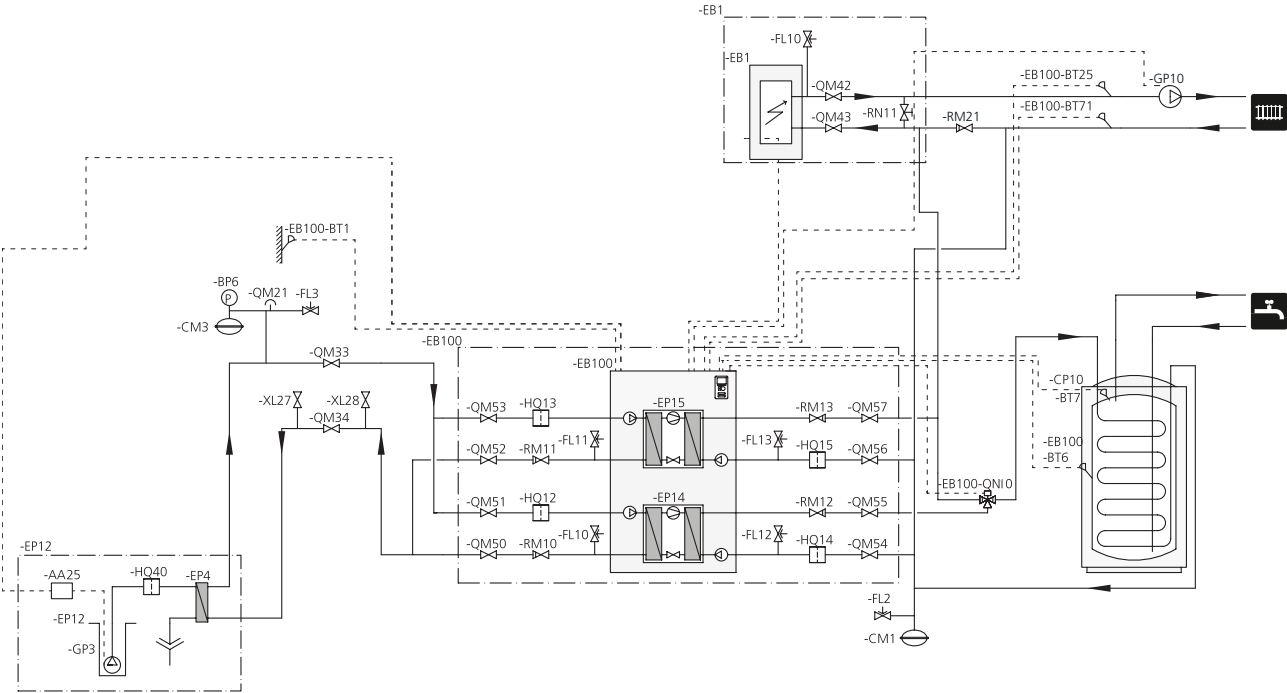 -EB1
-FL10
-EB1
-QM42
-EB100-BT25
-GP10
-QM43
-RN11
-RM21
-EB100-BT71
-EB100-BT1
-BP6
P
-QM21
-FL3
-CM3
-QM33
-XL27
-XL28
-QM34
-EB100
-EB100
-QM53
-HQ13
-EP15
-RM13
-QM57
-QM52
-RM11
-FL11
-FL13
-HQ15
-QM56
-QM51
-HQ12
-EP14
-RM12
-QM55
-QM50
-RM10
-FL10
-FL12
-HQ14
-QM54
-CP10
-BT7
-EB100
-BT6
-EB100-QN10
-EP12
-AA25
-HQ40
-EP4
-EP12
-GP3
-FL2
-CM1